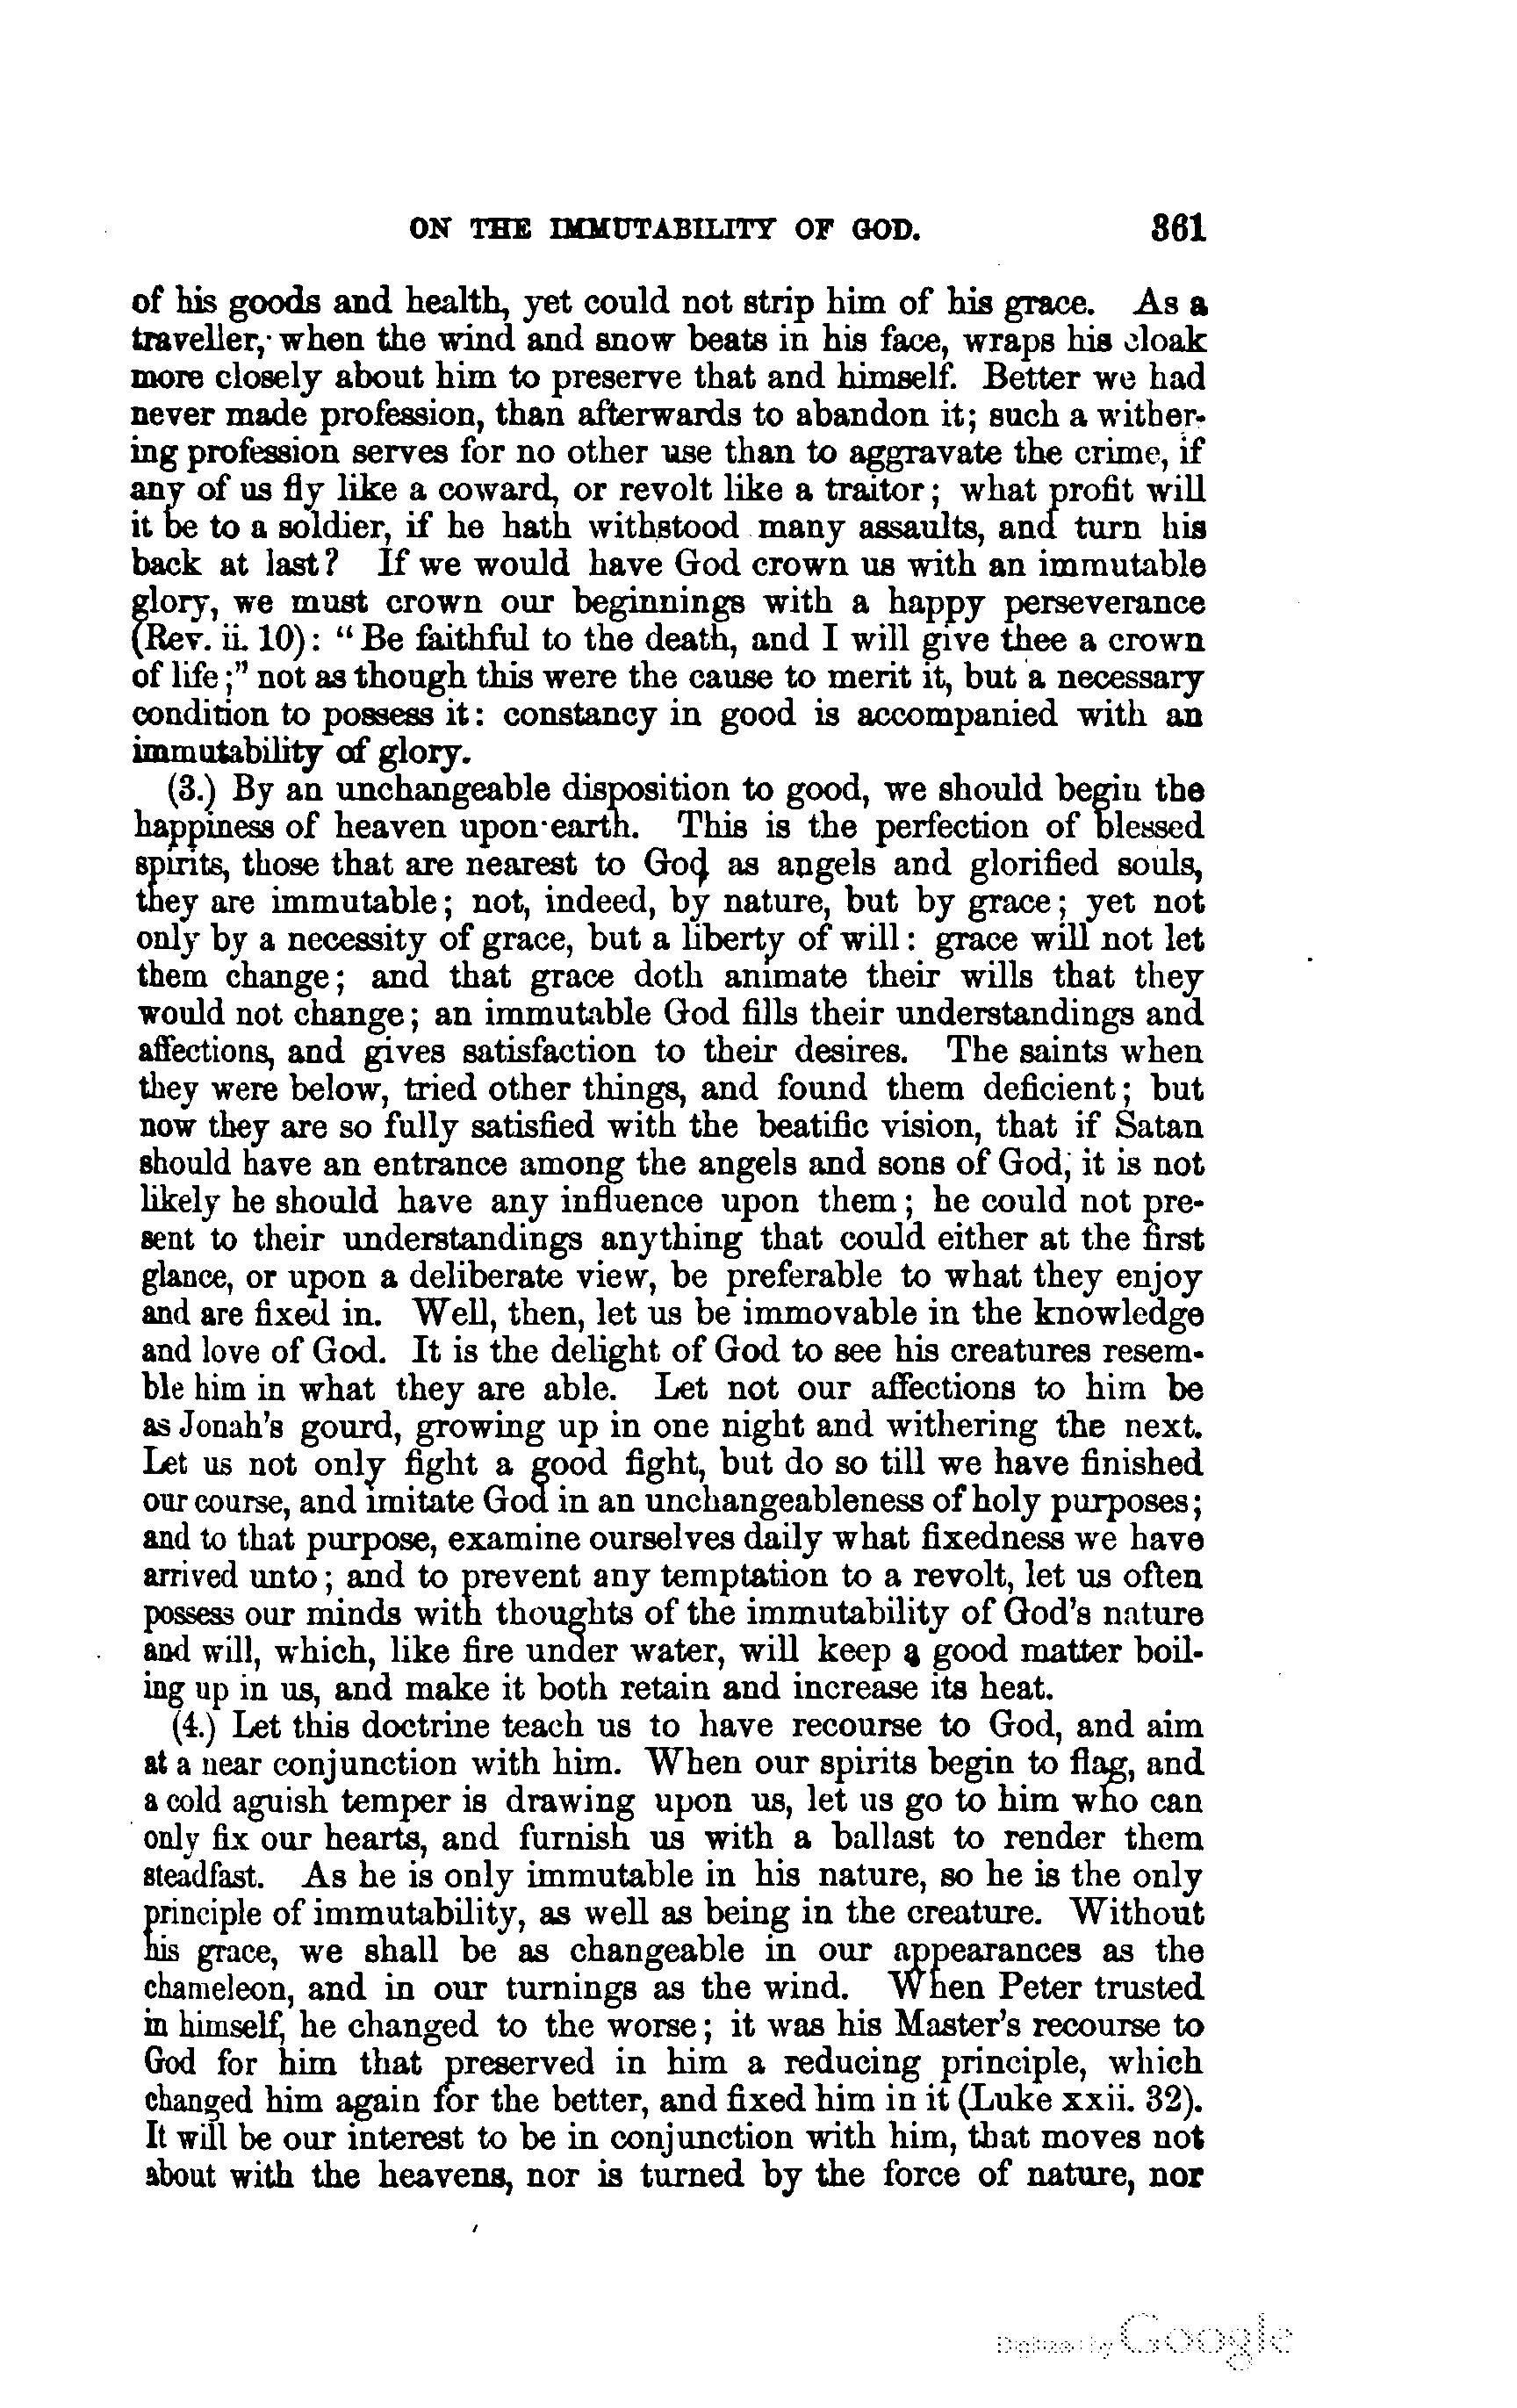 ON THE IMMUTABILITY OF GOD. 361
of his goods and health, yet could not strip him of his grace. As a
traveller, when the wind and snow beats in his face, wraps his cloak
more closely about him to preserve that and himself. Better we had
never made profession, than afterwards to abandon it; such a wither-
ing profession serves for no other use than to aggravate the crime, if
any of us fly like a coward, or revolt like a traitor; what profit will
it be to a soldier, if he hath withstood many assaults, and turn his
back at last? If we would have God crown us with an immutable
glory, we must crown our beginnings with a happy perseverance
(Rev. ii. 10): "Be faithful to the death, and I will give thee a crown
of life;" not as though this were the cause to merit it, but a necessary
condition to possess it: constancy in good is accompanied with an
immutability of glory.
(3.) By an unchangeable disposition to good, we should begin the
happiness of heaven upon earth. This is the perfection of blessed
spirits, those that are nearest to God as angels and glorified souls,
they are immutable; not, indeed, by nature, but by grace; yet not
only by a necessity of grace, but a liberty of will: grace will not let
them change; and that grace doth animate their wills that they
would not change; an immutable God fills their understandings and
affections, and gives satisfaction to their desires. The saints when
they were below, tried other things, and found them deficient; but
now they are so fully satisfied with the beatific vision, that if Satan
should have an entrance among the angels and sons of God, it is not
likely he should have any influence upon them; he could not pre-
sent to their understandings anything that could either at the first
glance, or upon a deliberate view, be preferable to what they enjoy
and are fixed in. Well, then, let us be immovable in the knowledge
and love of God. It is the delight of God to see his creatures resem-
ble him in what they are able. Let not our affections to him be
as Jonah's gourd, growing up in one night and withering the next.
Let us not only fight a good fight, but do so till we have finished
our course, and imitate God in an unchangeableness of holy purposes;
and to that purpose, examine ourselves daily what fixedness we have
arrived unto; and to prevent any temptation to a revolt, let us often
possess our minds with thoughts of the immutability of God's nature
and will, which, like fire under water, will keep a good matter boil-
ing up in us, and make it both retain and increase its heat.
(4.) Let this doctrine teach us to have recourse to God, and aim
at a near conjunction with him. When our spirits begin to flag, and
a cold aguish temper is drawing upon us, let us go to him who can
only fix our hearts, and furnish us with a ballast to render them
steadfast. As he is only immutable in his nature, so he is the only
principle of immutability, as well as being in the creature. Without
his grace, we shall be as changeable in our appearances as the
chameleon, and in our turnings as the wind. When Peter trusted
in himself, he changed to the worse; it was his Master's recourse to
God for him that preserved in him a reducing principle, which
changed him again for the better, and fixed him in it (Luke xxii. 32).
It will be our interest to be in conjunction with him, that moves not
about with the heavens, nor is turned by the force of nature, nor
Digitized by Google